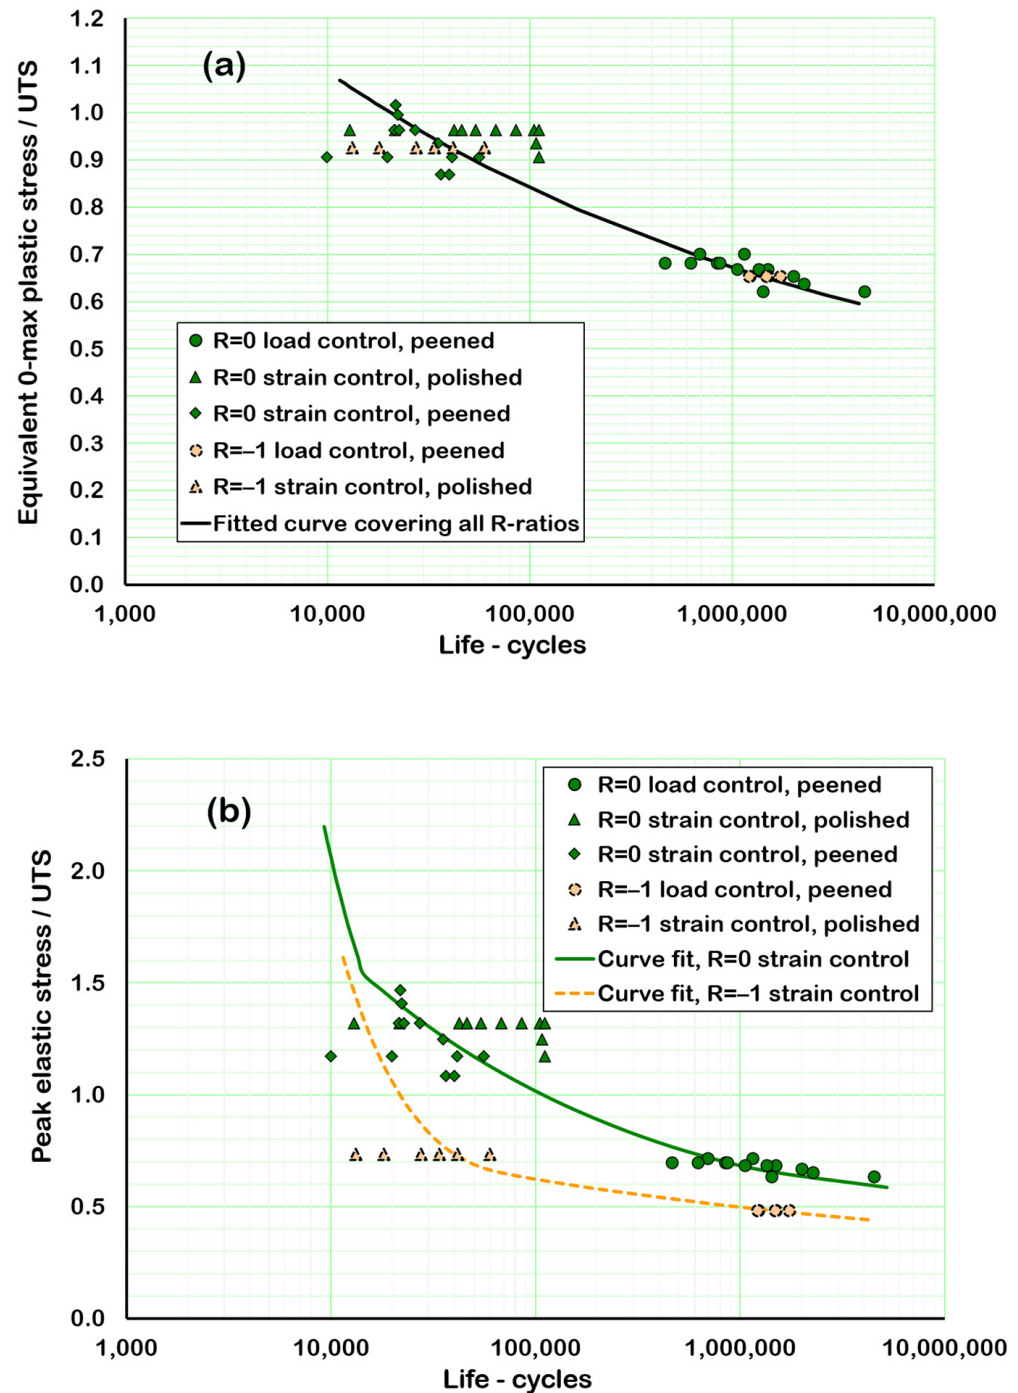 (a)
Equivalent 0-max plastic stress / UTS
1.2
1.1
1.0
0.9
0.8
0.7
0.6
0.5
0.4
0.3
0.2
0.1
0.0
R=0 load control, peened
R=0 strain control, polished
R=0 strain control, peened
R=–1 load control, peened
R=–1 strain control, polished
Fitted curve covering all R-ratios
1,000 10,000 100,000 1,000,000 10,000,000
Life - cycles
(b)
Peak elastic stress / UTS
2.5
2.0
1.5
1.0
0.5
0.0
R=0 load control, peened
R=0 strain control, polished
R=0 strain control, peened
R=–1 load control, peened
R=–1 strain control, polished
Curve fit, R=0 strain control
Curve fit, R=–1 strain control
1,000 10,000 100,000 1,000,000 10,000,000
Life - cycles